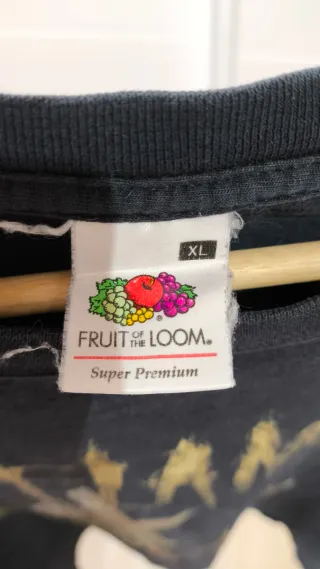 XL
FRUIT OF THE LOOM®
Super Premium